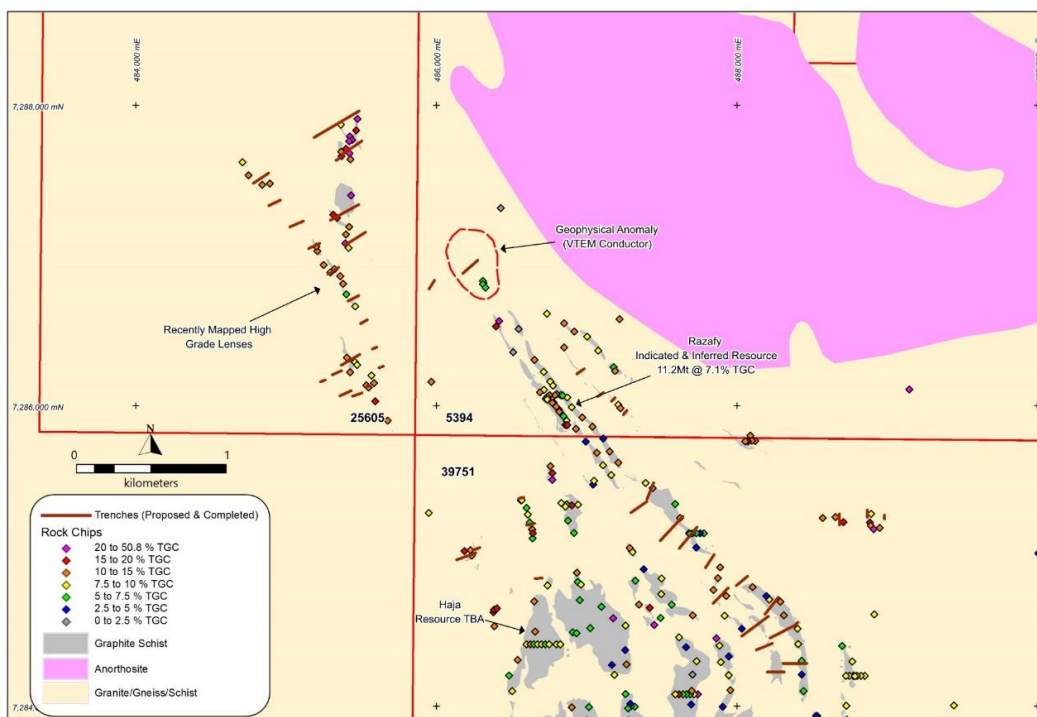 484,000 mE
486,000 mE
488,000 mE
7,288,000 mN
Geophysical Anomaly
(VTEM Conductor)
Recently Mapped High
Grade Lenses
Razafy
Indicated & Inferred Resource
11.2Mt @ 7.1% TGC
7,286,000 mN
25605
5394
39751
N
0
1
kilometers
Trenches (Proposed & Completed)
Rock Chips
20 to 50.8 % TGC
15 to 20 % TGC
10 to 15 % TGC
7.5 to 10 % TGC
5 to 7.5 % TGC
2.5 to 5 % TGC
0 to 2.5 % TGC
Graphite Schist
Anorthosite
Granite/Gneiss/Schist
Haja
Resource TBA